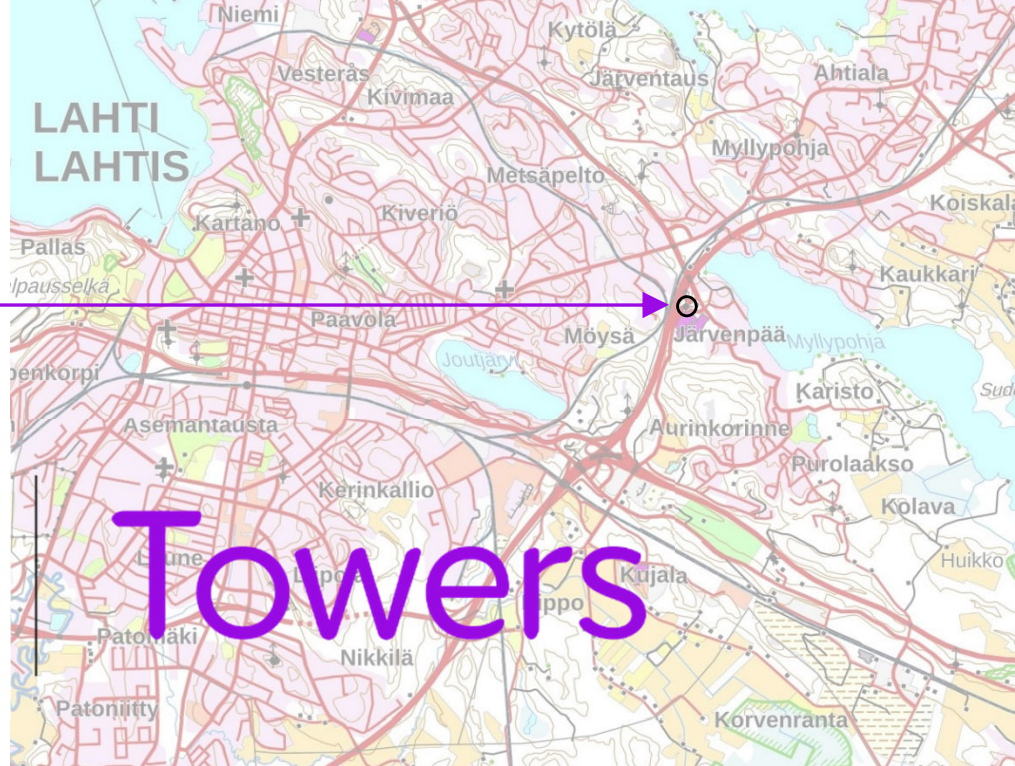 Niemi
Kytölä
Vesterås
Järventaus
Ahtiala
Kivimaa
LAHTI
LAHTIS
Myllypohja
Metsäpelto
Koiskala
Kartano
Kiveriö
Pallas
Kaukkari
Paavola
Möysä
Järvenpää
Myllypohja
Joutjärvi
Karisto
Asemantausta
Aurinkorinne
Purolaakso
Kerinkallio
Kolava
Towers
Huikko
Kujala
Nikkilä
Patoniitty
Korvenranta